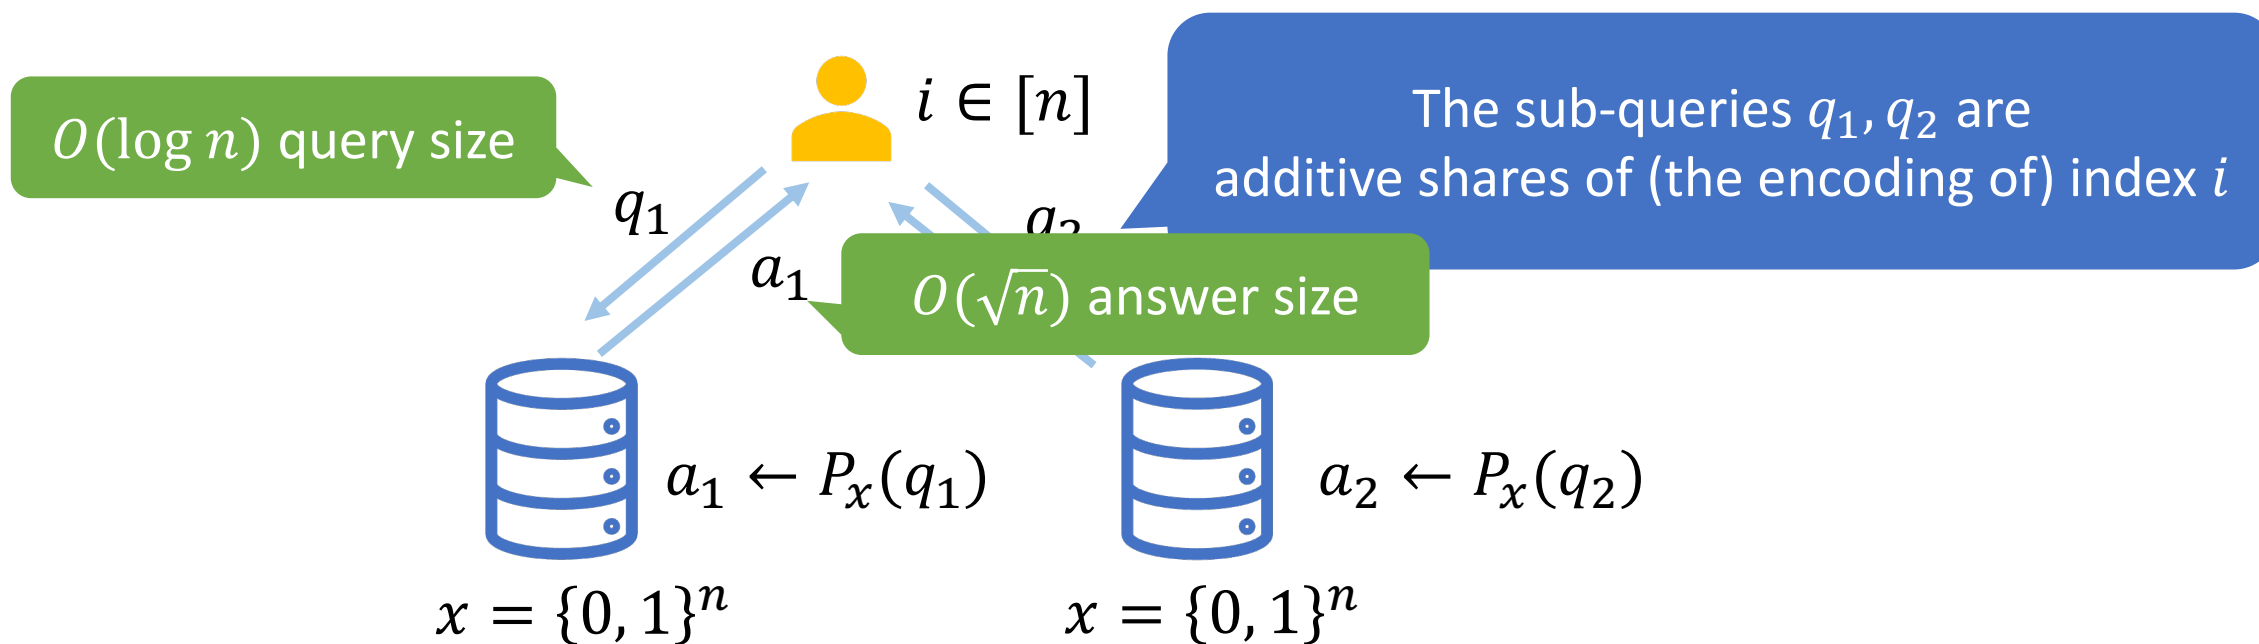 i ∈ [n]
O(log n) query size
The sub-queries q₁, q₂ are
additive shares of (the encoding of) index i
q₁
q₂
a₁
O(√n) answer size
a₁ ← Pₓ(q₁)
a₂ ← Pₓ(q₂)
x = {0, 1}ⁿ
x = {0, 1}ⁿ